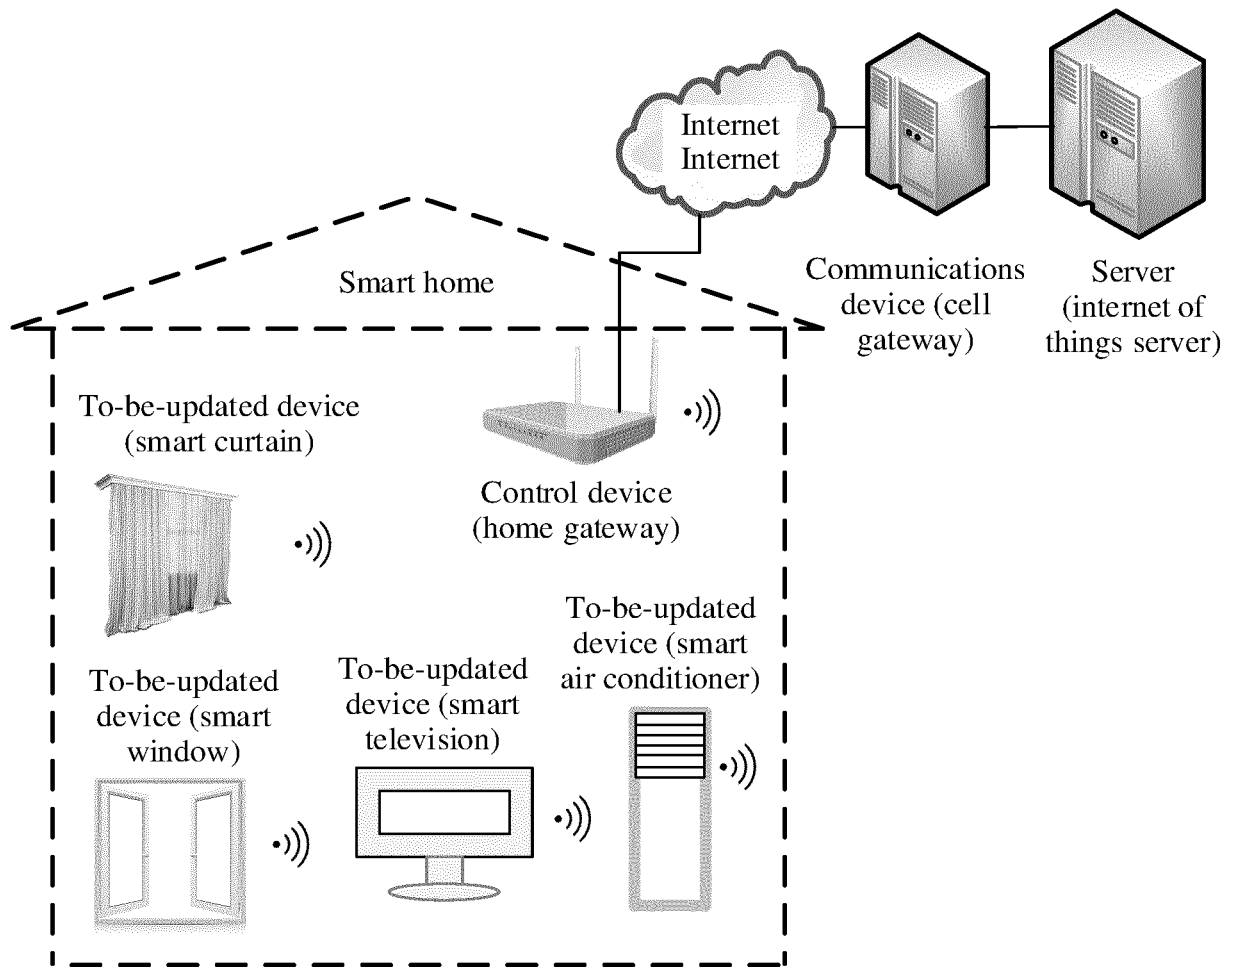 Internet
Internet
Communications
device (cell
gateway)
Server
(internet of
things server)
Smart home
To-be-updated device
(smart curtain)
Control device
(home gateway)
To-be-updated
device (smart
window)
To-be-updated
device (smart
television)
To-be-updated
device (smart
air conditioner)